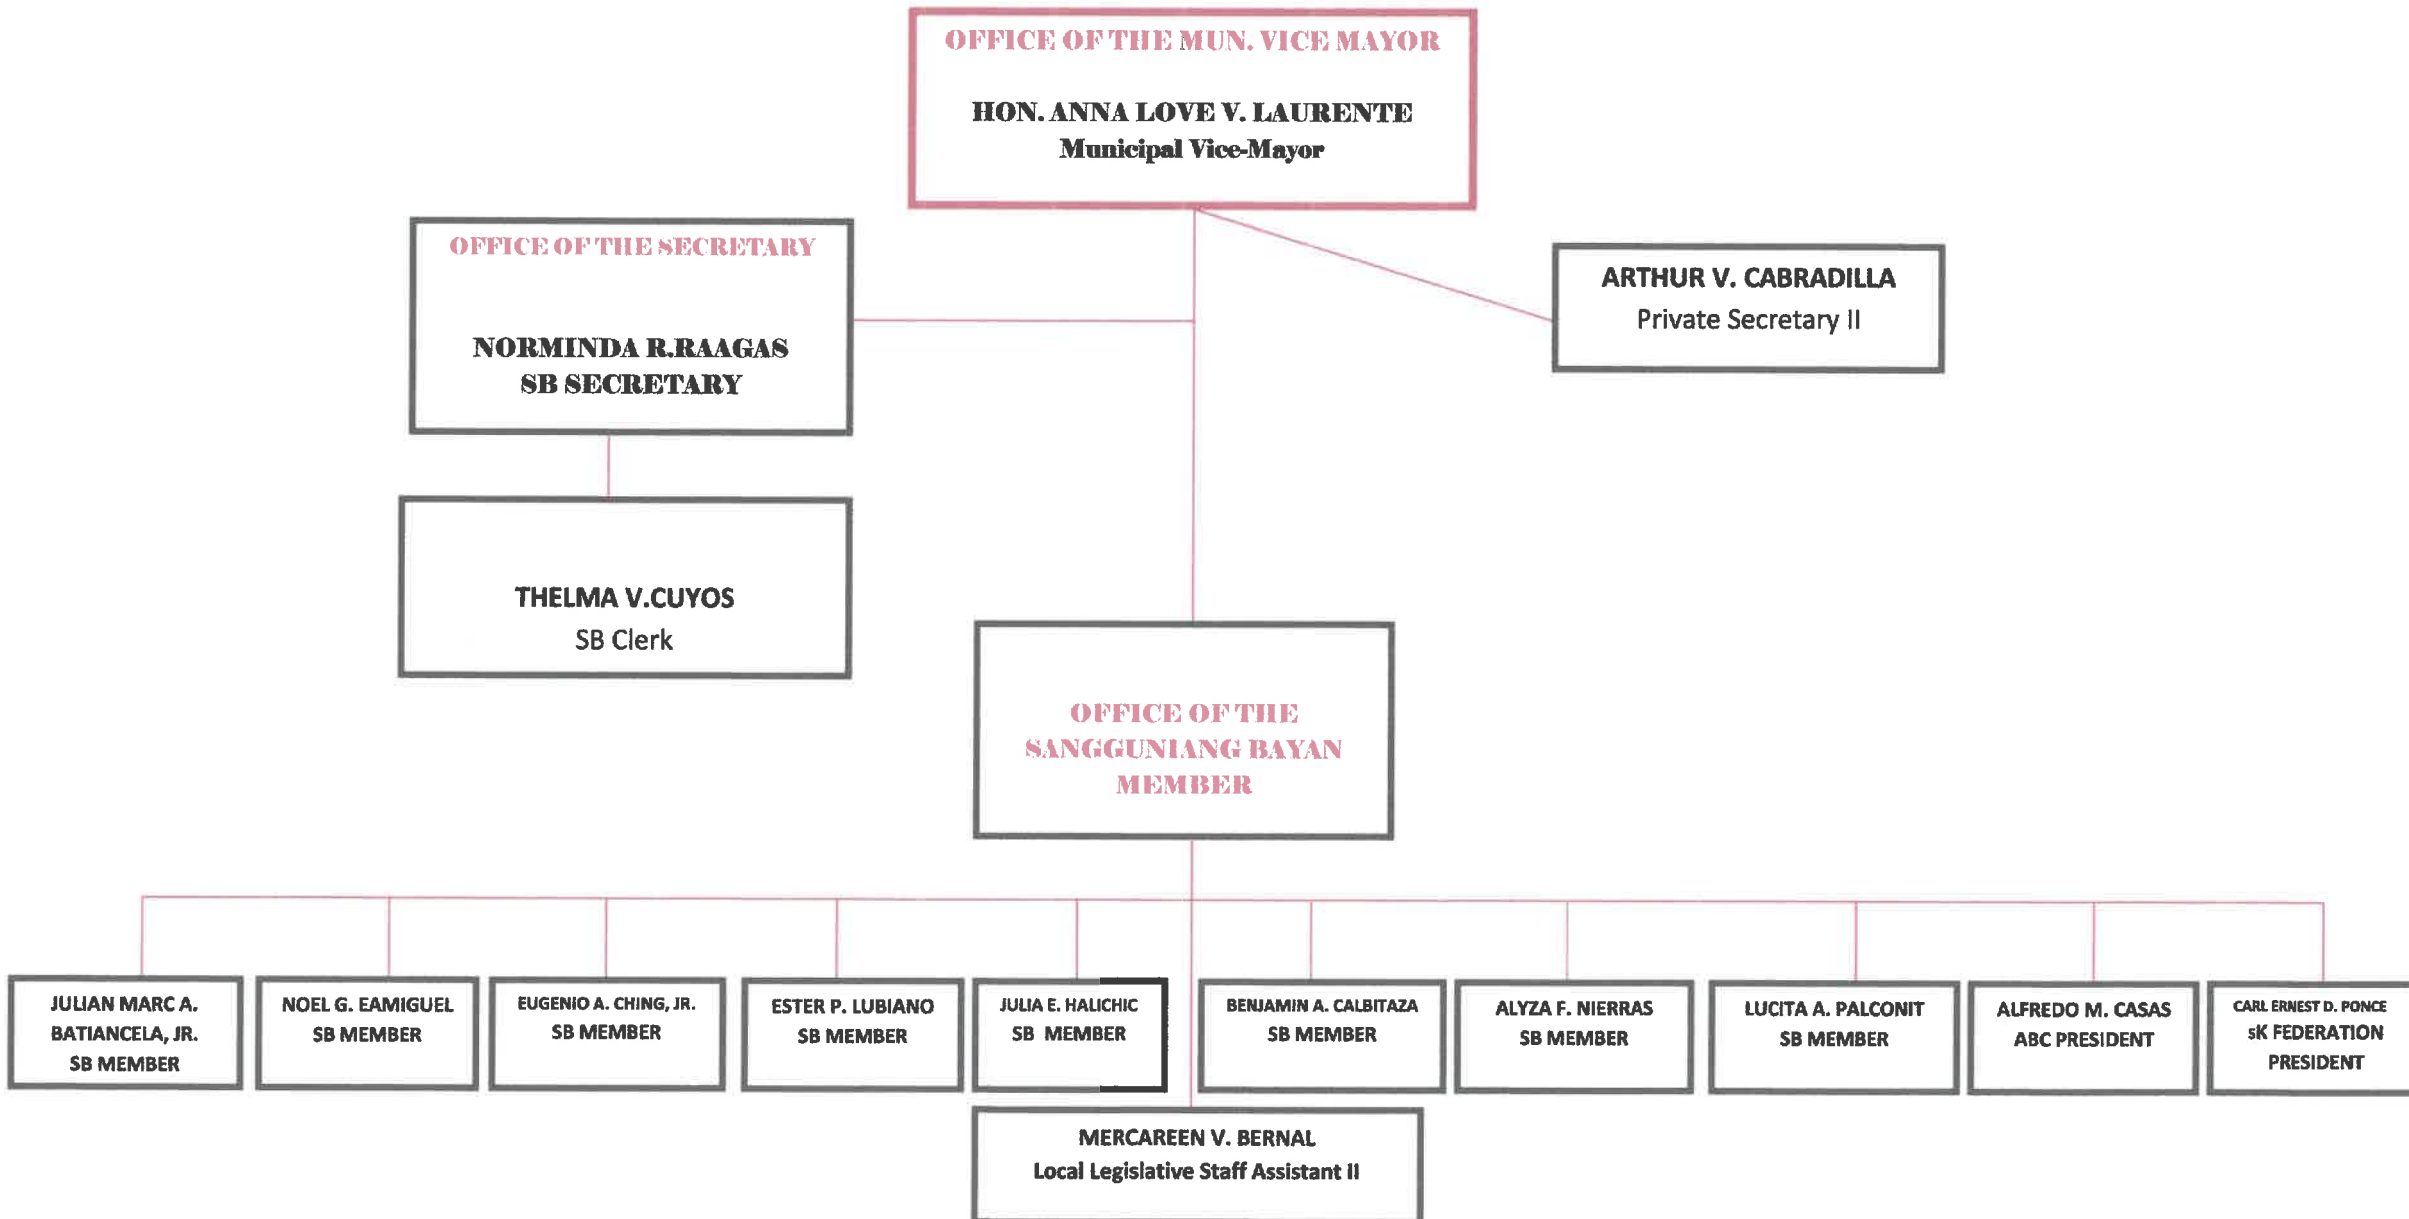 OFFICE OF THE MUN. VICE MAYOR
HON. ANNA LOVE V. LAURENTE
Municipal Vice-Mayor
OFFICE OF THE SECRETARY
NORMINDA R.RAAGAS
SB SECRETARY
ARTHUR V. CABRADILLA
Private Secretary II
THELMA V.CUYOS
SB Clerk
OFFICE OF THE
SANGGUNIANG BAYAN
MEMBER
JULIAN MARC A.
BATIANCELA, JR.
SB MEMBER
NOEL G. EAMIGUEL
SB MEMBER
EUGENIO A. CHING, JR.
SB MEMBER
ESTER P. LUBIANO
SB MEMBER
JULIA E. HALICHIC
SB MEMBER
BENJAMIN A. CALBITAZA
SB MEMBER
ALYZA F. NIERRAS
SB MEMBER
LUCITA A. PALCONIT
SB MEMBER
ALFREDO M. CASAS
ABC PRESIDENT
CARL ERNEST D. PONCE
sK FEDERATION
PRESIDENT
MERCAREEN V. BERNAL
Local Legislative Staff Assistant II